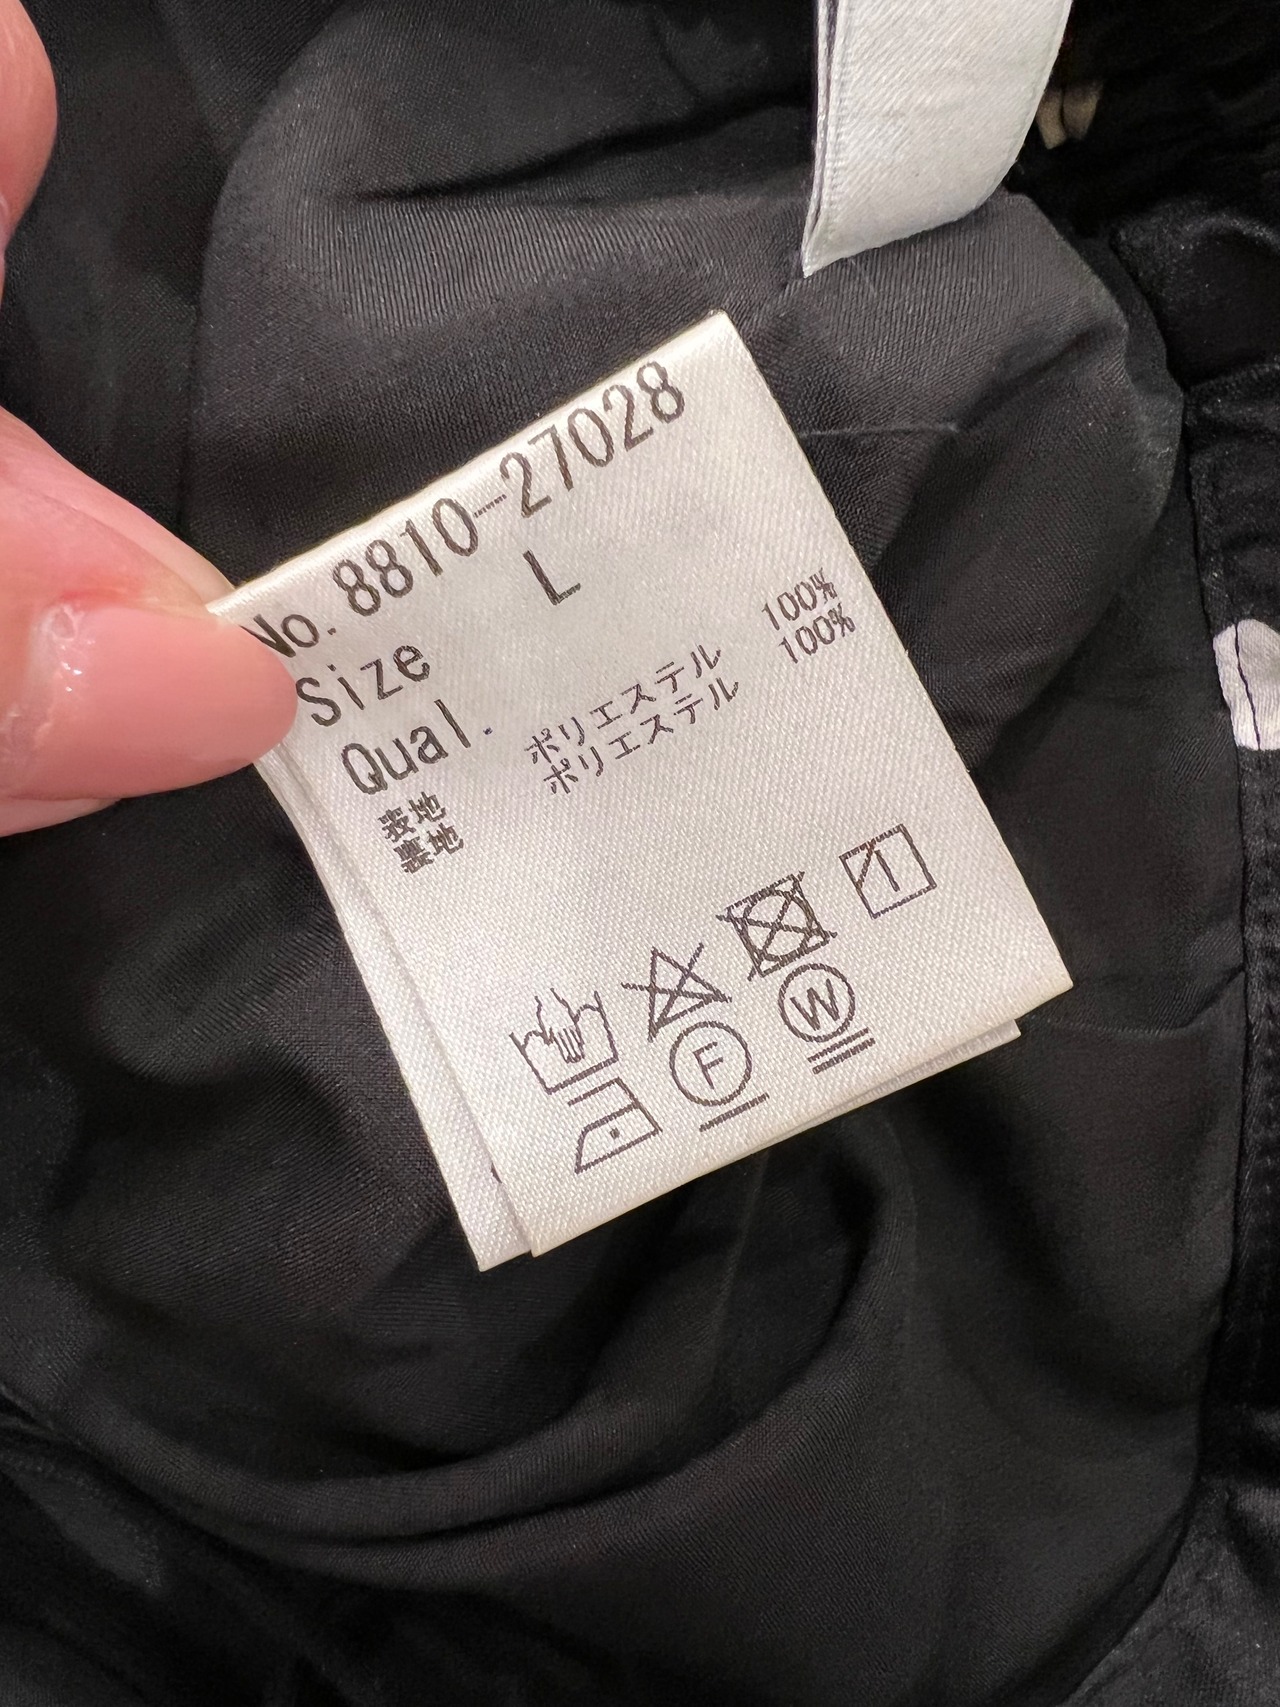 No. 8810-27028
Size L
Qual.
表地 ポリエステル 100%
裏地 ポリエステル 100%
F
W